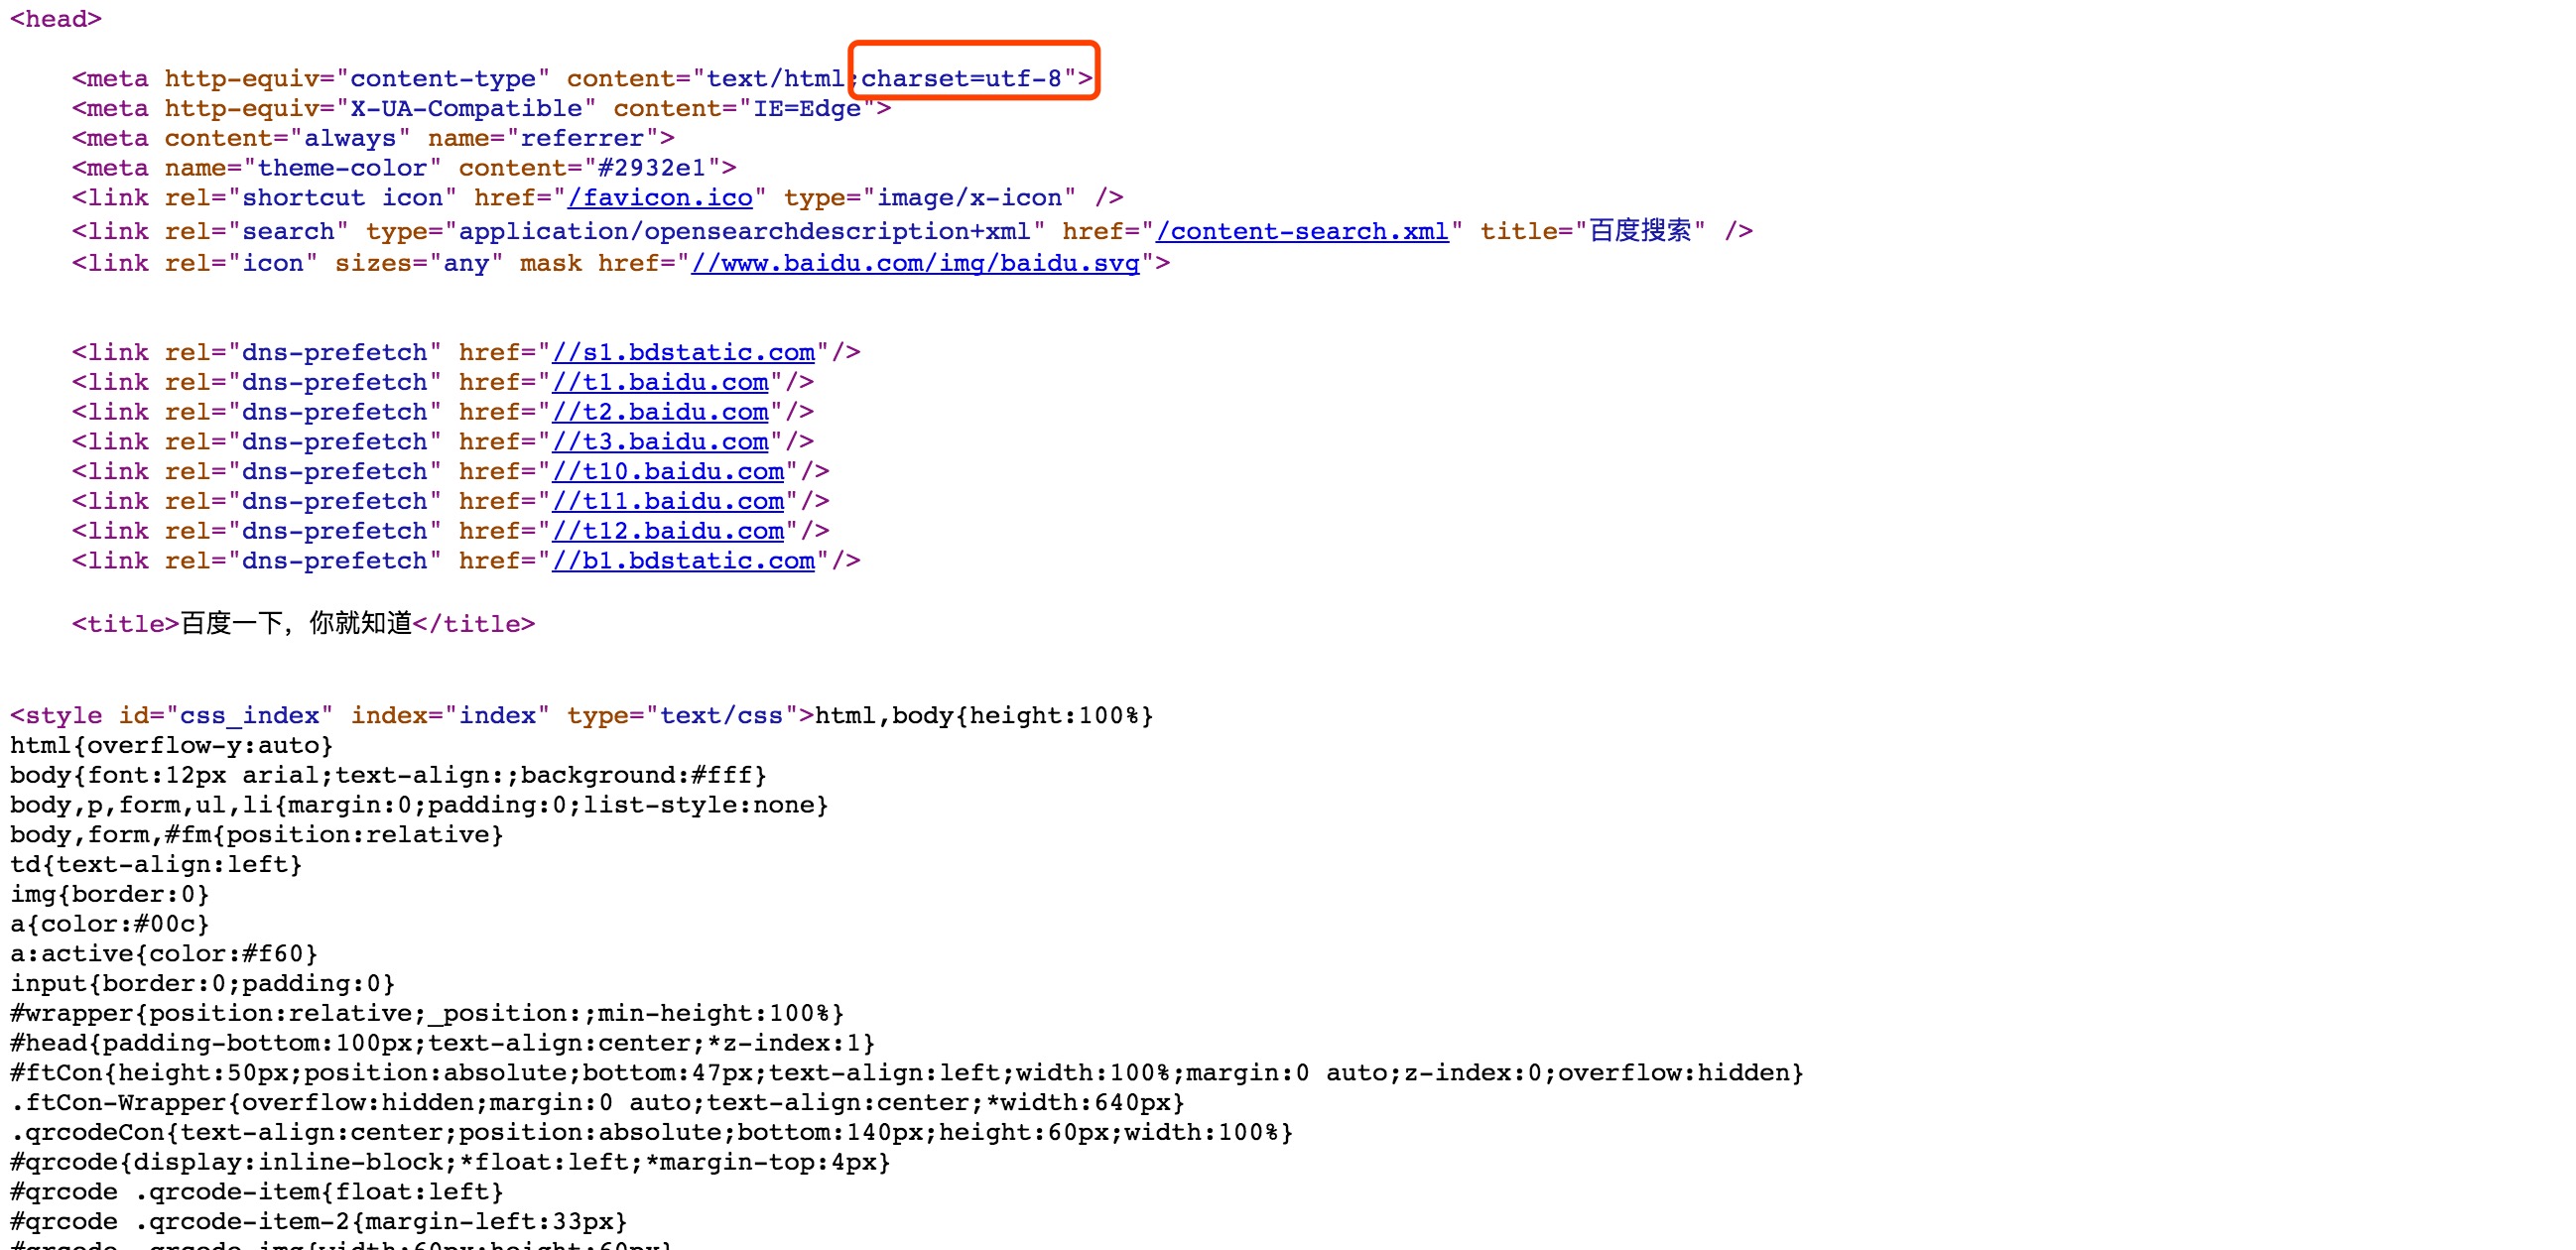 <head>
<meta http-equiv="content-type" content="text/html;charset=utf-8">
<meta http-equiv="X-UA-Compatible" content="IE=Edge">
<meta content="always" name="referrer">
<meta name="theme-color" content="#2932e1">
<link rel="shortcut icon" href="/favicon.ico" type="image/x-icon" />
<link rel="search" type="application/opensearchdescription+xml" href="/content-search.xml" title="百度搜索" />
<link rel="icon" sizes="any" mask href="//www.baidu.com/img/baidu.svg">
<link rel="dns-prefetch" href="//s1.bdstatic.com"/>
<link rel="dns-prefetch" href="//t1.baidu.com"/>
<link rel="dns-prefetch" href="//t2.baidu.com"/>
<link rel="dns-prefetch" href="//t3.baidu.com"/>
<link rel="dns-prefetch" href="//t10.baidu.com"/>
<link rel="dns-prefetch" href="//t11.baidu.com"/>
<link rel="dns-prefetch" href="//t12.baidu.com"/>
<link rel="dns-prefetch" href="//b1.bdstatic.com"/>
<title>百度一下，你就知道</title>
<style id="css_index" index="index" type="text/css">html,body{height:100%}
html{overflow-y:auto}
body{font:12px arial;text-align:;background:#fff}
body,p,form,ul,li{margin:0;padding:0;list-style:none}
body,form,#fm{position:relative}
td{text-align:left}
img{border:0}
a{color:#00c}
a:active{color:#f60}
input{border:0;padding:0}
#wrapper{position:relative;_position:;min-height:100%}
#head{padding-bottom:100px;text-align:center;*z-index:1}
#ftCon{height:50px;position:absolute;bottom:47px;text-align:left;width:100%;margin:0 auto;z-index:0;overflow:hidden}
.ftCon-Wrapper{overflow:hidden;margin:0 auto;text-align:center;*width:640px}
.qrcodeCon{text-align:center;position:absolute;bottom:140px;height:60px;width:100%}
#qrcode{display:inline-block;*float:left;*margin-top:4px}
#qrcode .qrcode-item{float:left}
#qrcode .qrcode-item-2{margin-left:33px}
#qrcode .qrcode-img{width:60px;height:60px}